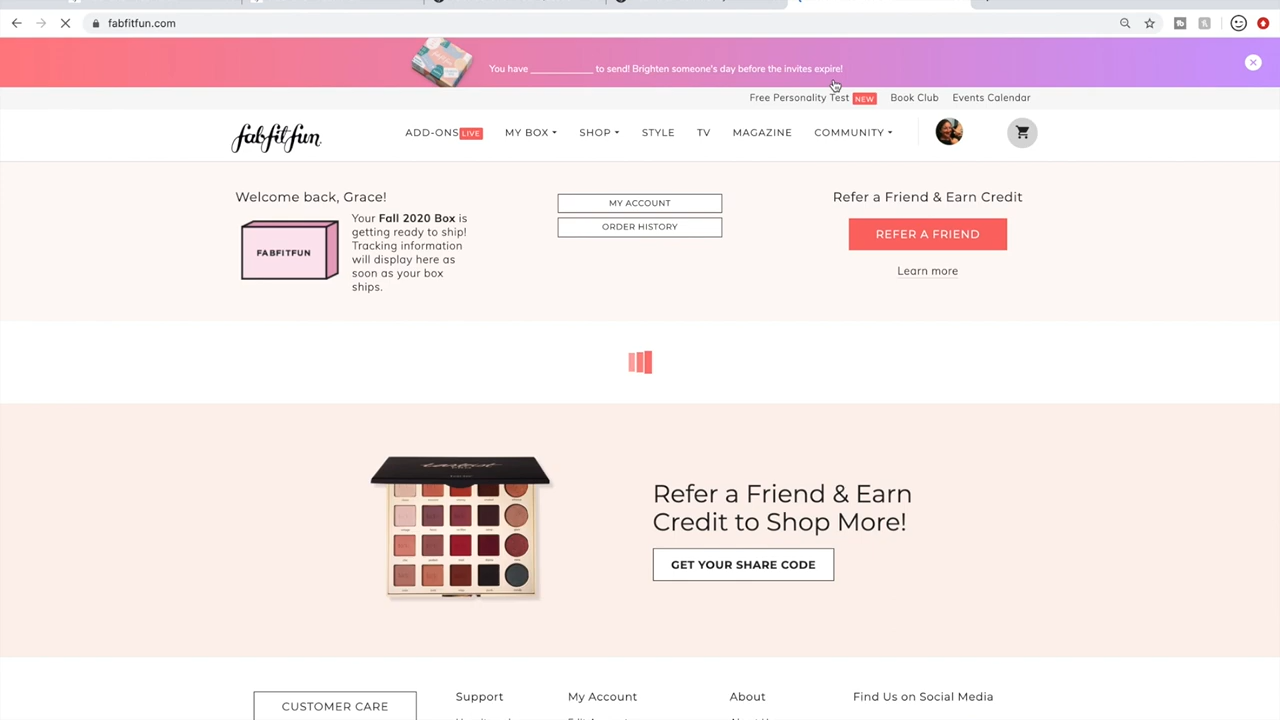 fabfitfun.com
You have ____________ to send! Brighten someone's day before the invites expire!
Free Personality Test NEW Book Club Events Calendar
fabfitfun
ADD-ONS LIVE MY BOX SHOP STYLE TV MAGAZINE COMMUNITY
Welcome back, Grace!
FABFITFUN
Your Fall 2020 Box is
getting ready to ship!
Tracking information
will display here as
soon as your box
ships.
MY ACCOUNT
ORDER HISTORY
Refer a Friend & Earn Credit
REFER A FRIEND
Learn more
Refer a Friend & Earn
Credit to Shop More!
GET YOUR SHARE CODE
CUSTOMER CARE
Support
My Account
About
Find Us on Social Media